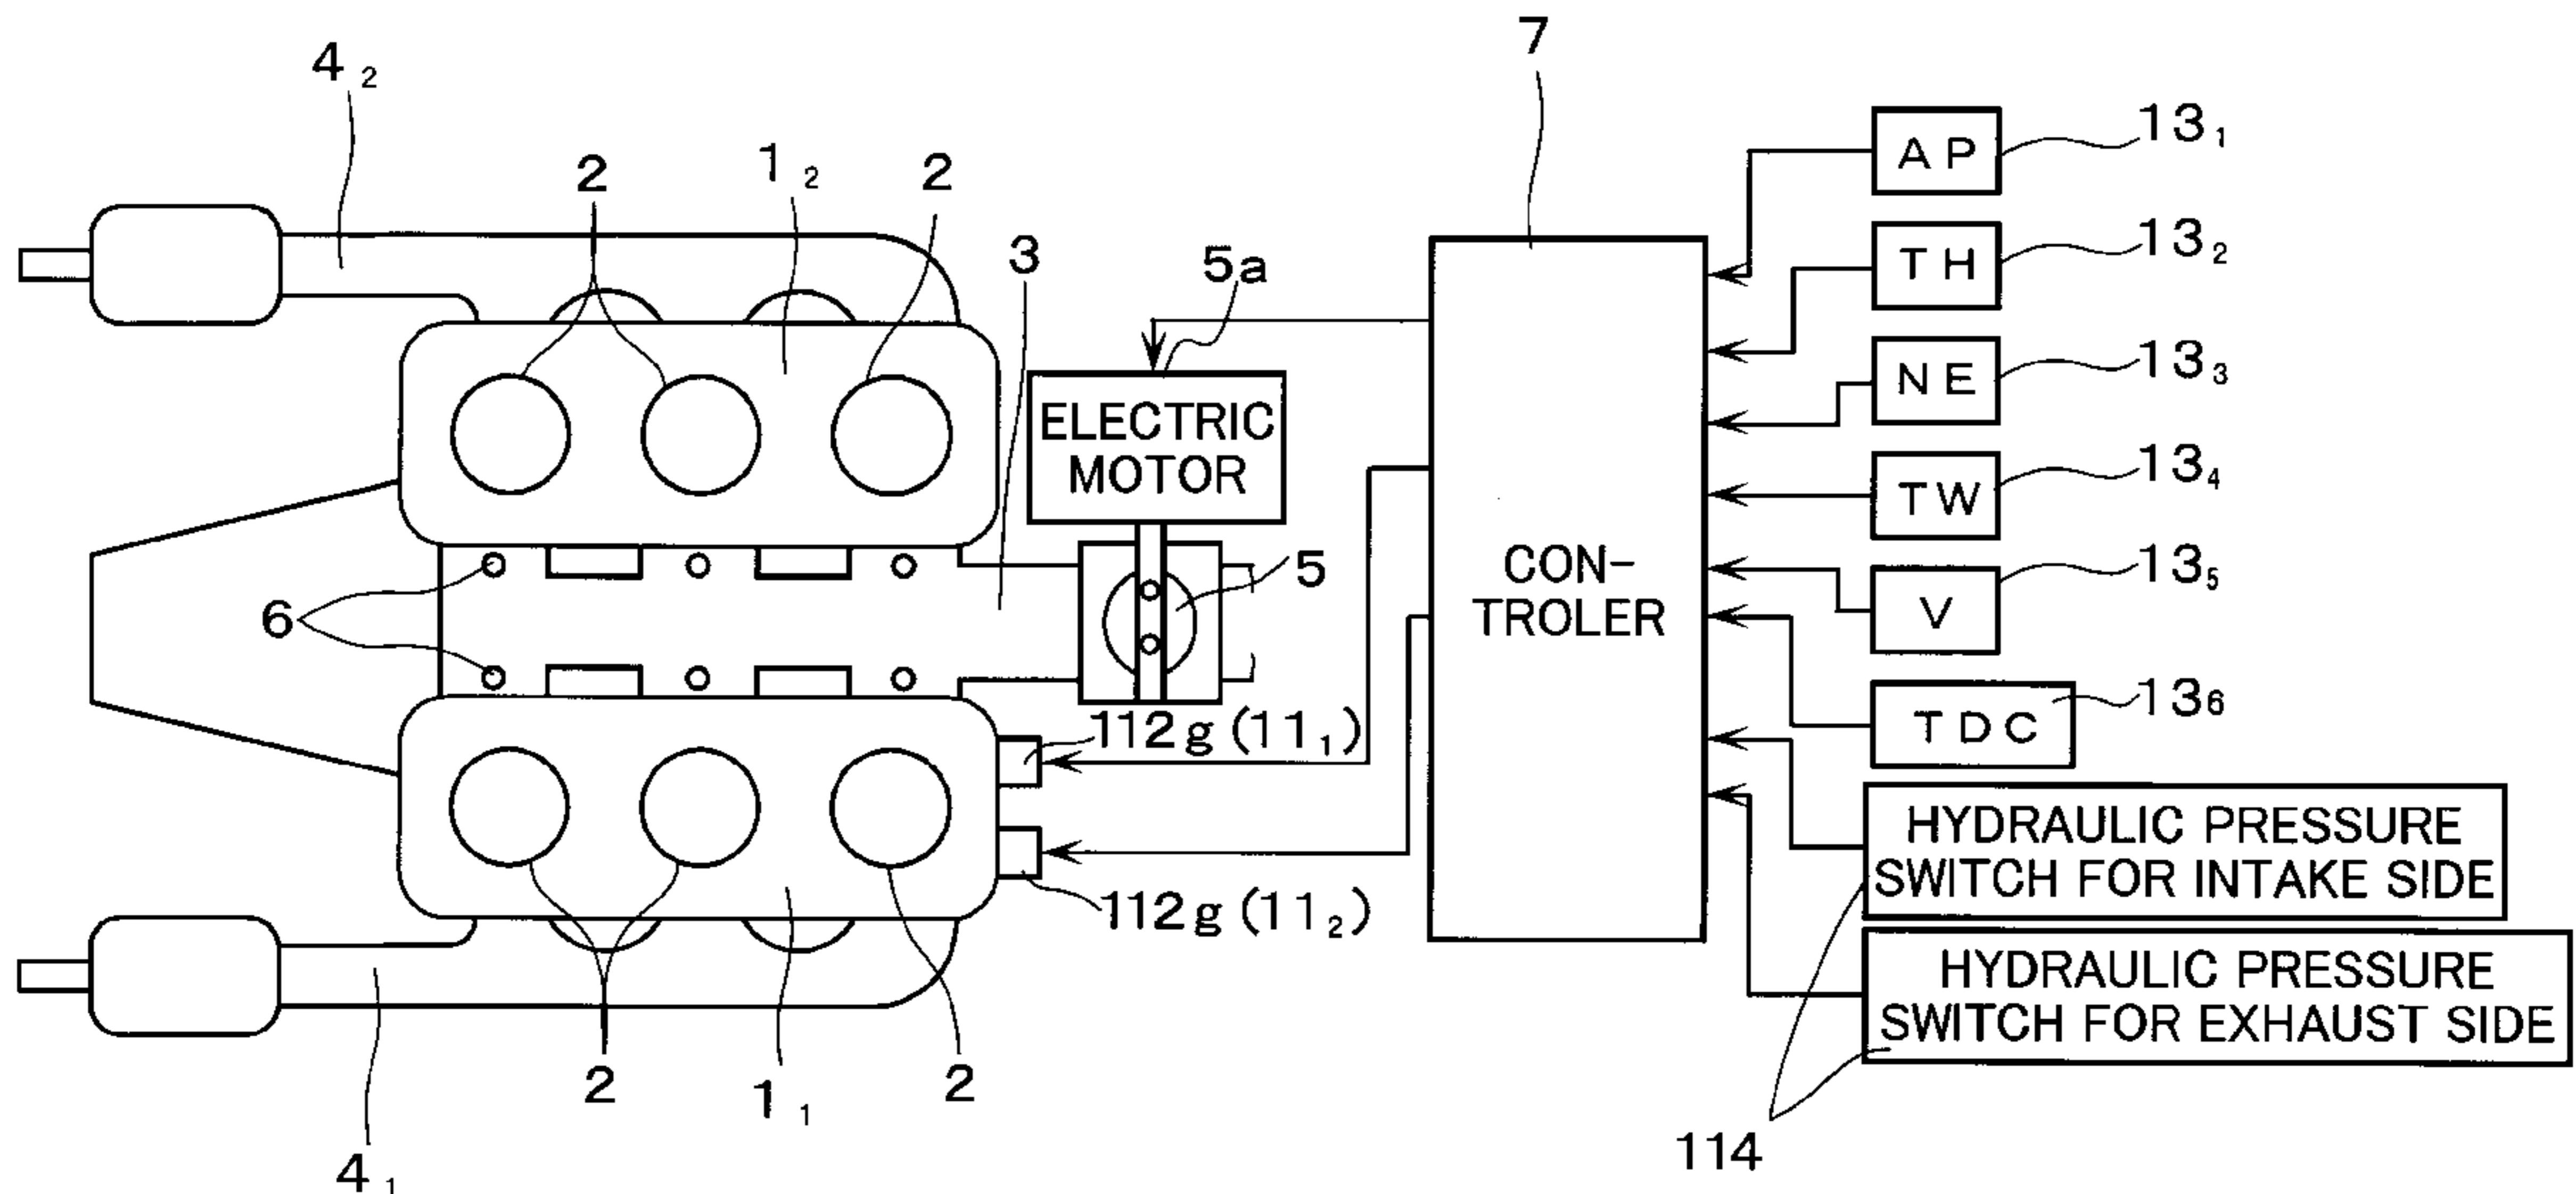 7
4₂
13₁
AP
2
1₂
2
13₂
TH
3
5a
13₃
NE
ELECTRIC
MOTOR
13₄
TW
CON-
TROLER
5
13₅
V
6
13₆
TDC
112g (11₁)
HYDRAULIC PRESSURE
SWITCH FOR INTAKE SIDE
112g (11₂)
HYDRAULIC PRESSURE
SWITCH FOR EXHAUST SIDE
2
1₁
2
114
4₁